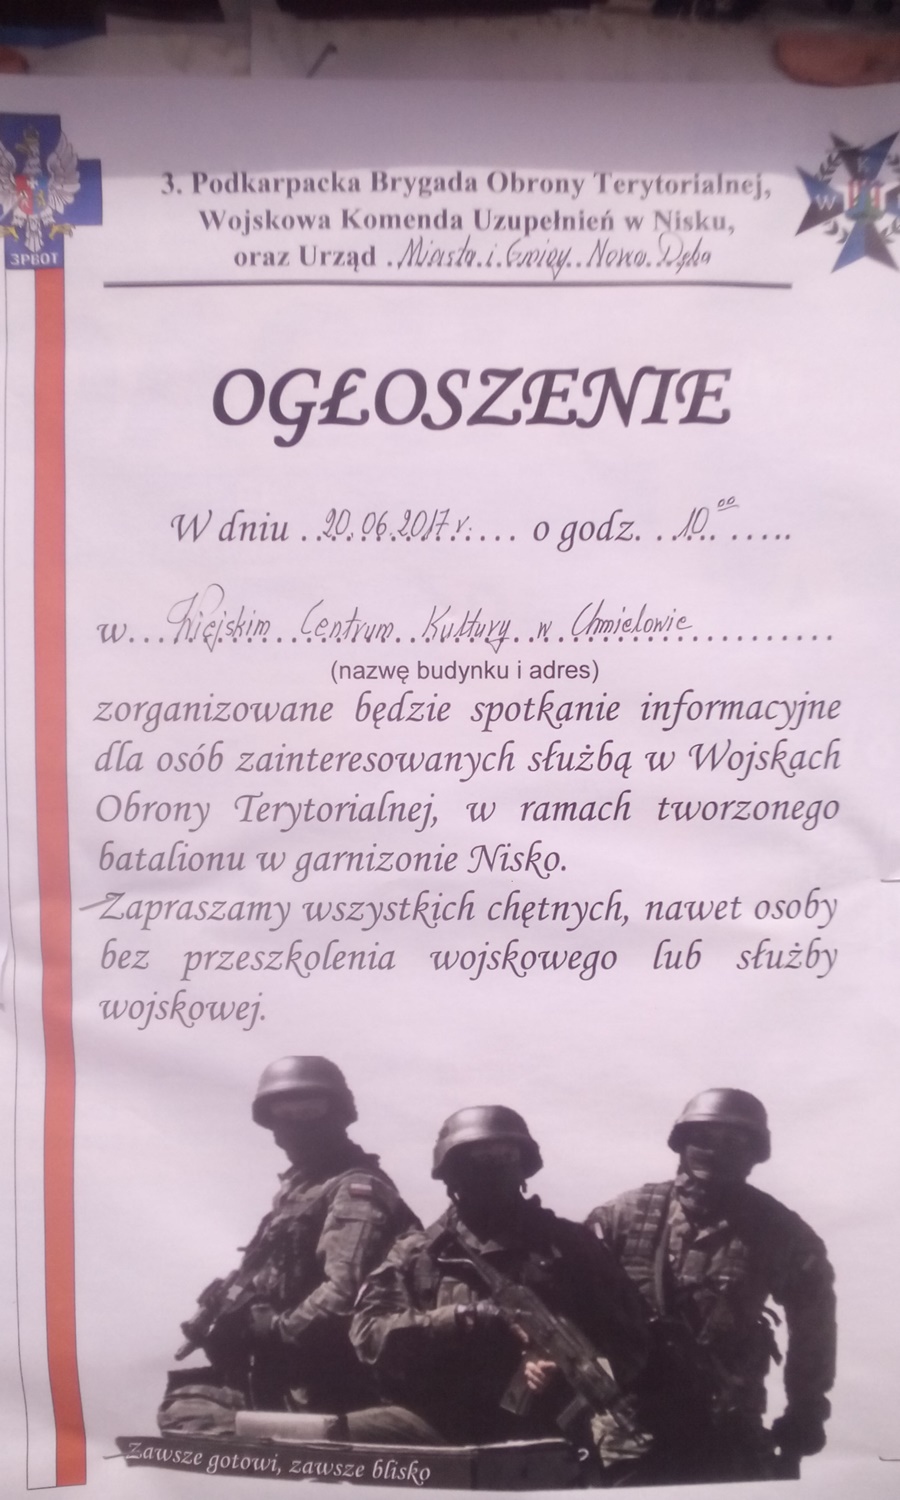 3. Podkarpacka Brygada Obrony Terytorialnej,
Wojskowa Komenda Uzupełnień w Nisku,
oraz Urząd .Miasta.i.Gminy..Nowa.Dęba
3PBOT
W
OGŁOSZENIE
W dniu ..20.06.2017 r..... o godz. ..10⁰⁰......
w...Wiejskim..Centrum..Kultury..w..Chmielowie..............
(nazwę budynku i adres)
zorganizowane będzie spotkanie informacyjne
dla osób zainteresowanych służbą w Wojskach
Obrony Terytorialnej, w ramach tworzonego
batalionu w garnizonie Nisko.
Zapraszamy wszystkich chętnych, nawet osoby
bez przeszkolenia wojskowego lub służby
wojskowej.
Zawsze gotowi, zawsze blisko